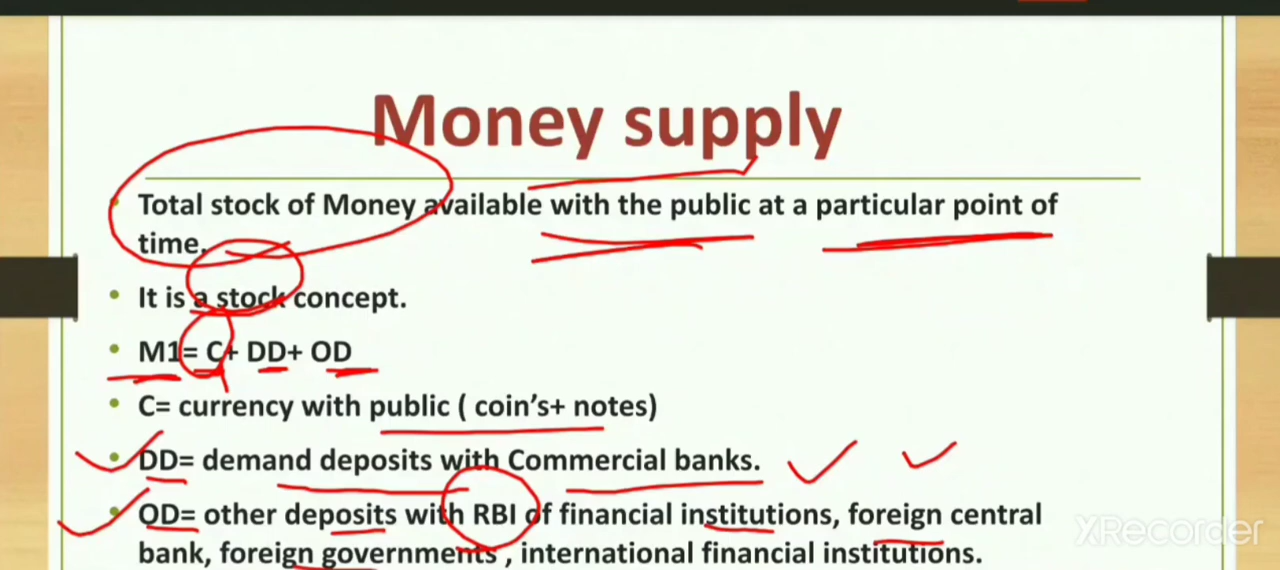 Money supply
Total stock of Money available with the public at a particular point of
time.
• It is a stock concept.
• M1= C+ DD+ OD
• C= currency with public ( coin's+ notes)
• DD= demand deposits with Commercial banks.
• OD= other deposits with RBI of financial institutions, foreign central
bank, foreign governments , international financial institutions.
XRecorder